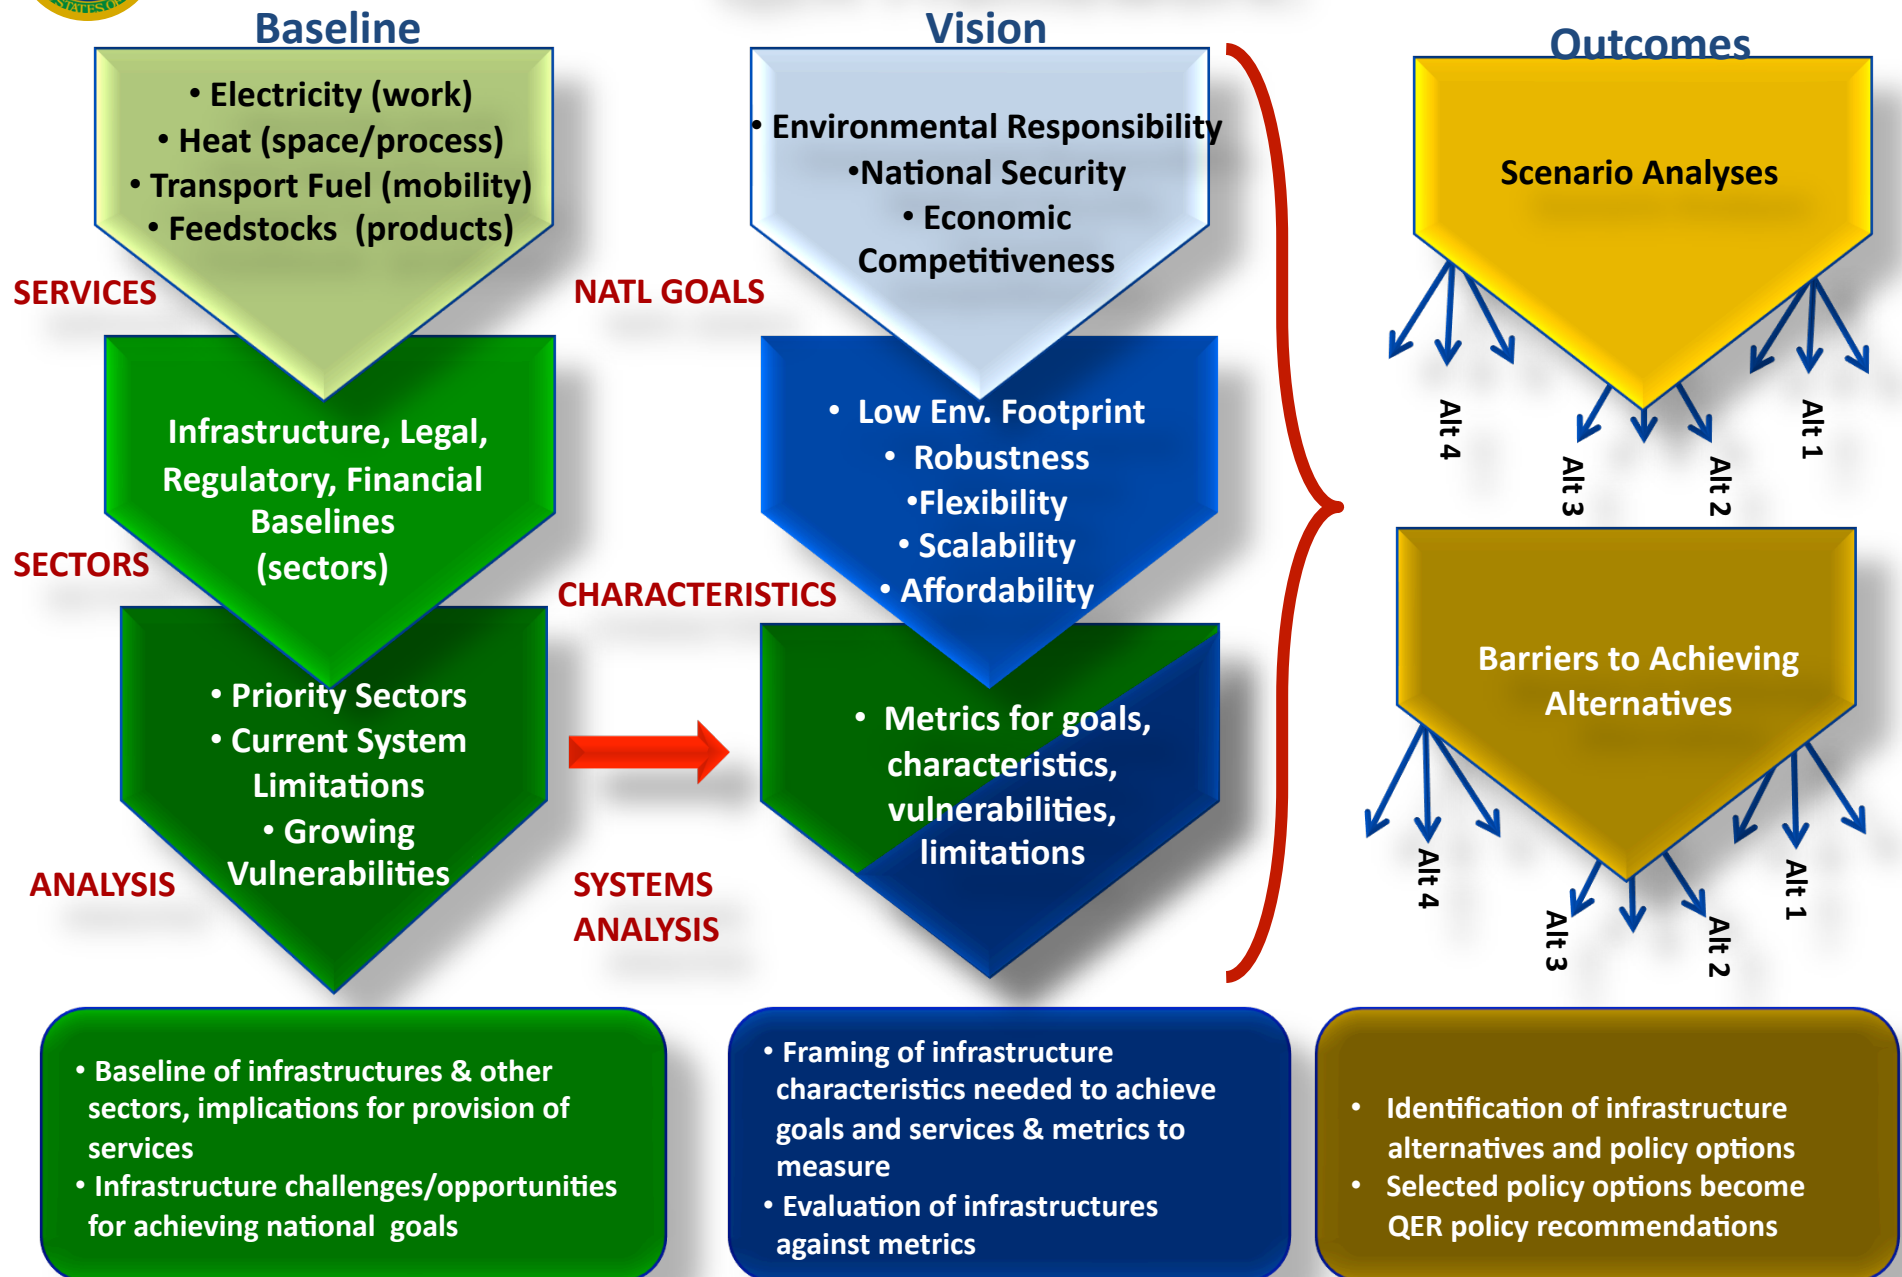 STATES OF
Baseline
• Electricity (work)
• Heat (space/process)
• Transport Fuel (mobility)
• Feedstocks (products)
SERVICES
Infrastructure, Legal,
Regulatory, Financial
Baselines
(sectors)
SECTORS
• Priority Sectors
• Current System
Limitations
• Growing
Vulnerabilities
ANALYSIS
• Baseline of infrastructures & other
sectors, implications for provision of
services
• Infrastructure challenges/opportunities
for achieving national goals
Vision
• Environmental Responsibility
•National Security
• Economic
Competitiveness
NATL GOALS
• Low Env. Footprint
• Robustness
•Flexibility
• Scalability
• Affordability
CHARACTERISTICS
• Metrics for goals,
characteristics,
vulnerabilities,
limitations
SYSTEMS
ANALYSIS
• Framing of infrastructure
characteristics needed to achieve
goals and services & metrics to
measure
• Evaluation of infrastructures
against metrics
Outcomes
Scenario Analyses
Alt 4
Alt 3
Alt 2
Alt 1
Barriers to Achieving
Alternatives
Alt 4
Alt 3
Alt 2
Alt 1
• Identification of infrastructure
alternatives and policy options
• Selected policy options become
QER policy recommendations